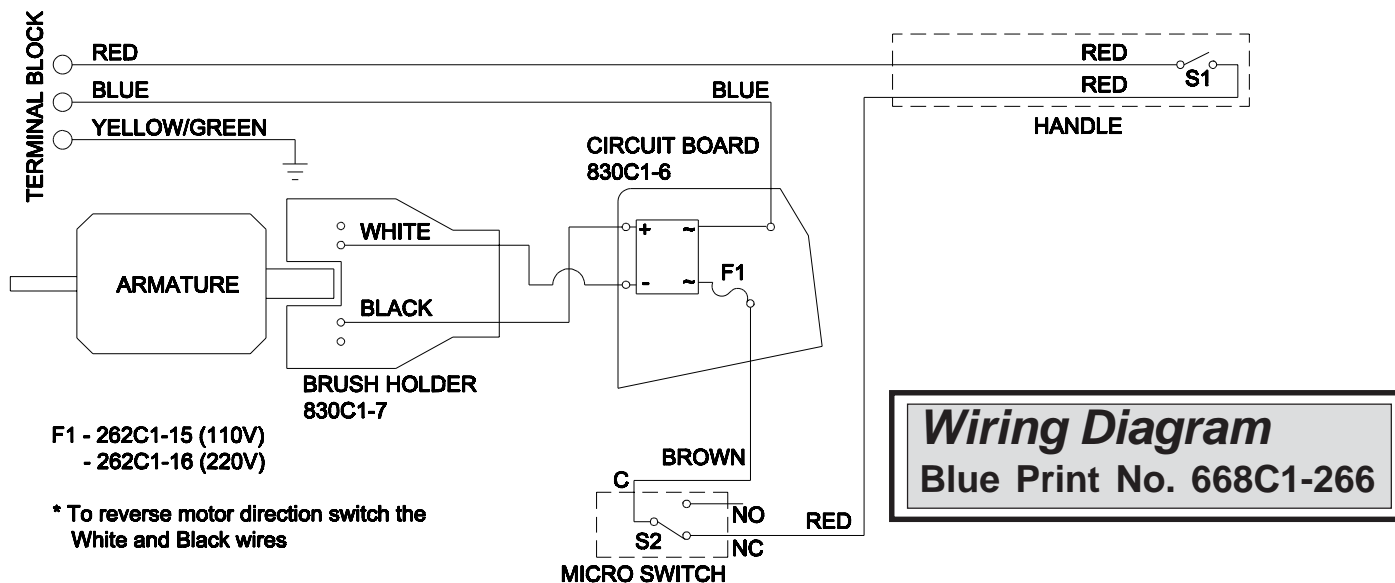 TERMINAL BLOCK
RED
BLUE
YELLOW/GREEN
BLUE
RED
S1
RED
HANDLE
CIRCUIT BOARD
830C1-6
+
~
-
~
F1
ARMATURE
WHITE
BLACK
BRUSH HOLDER
830C1-7
F1 - 262C1-15 (110V)
- 262C1-16 (220V)
* To reverse motor direction switch the
White and Black wires
BROWN
C
NO
S2
NC
RED
MICRO SWITCH
Wiring Diagram
Blue Print No. 668C1-266